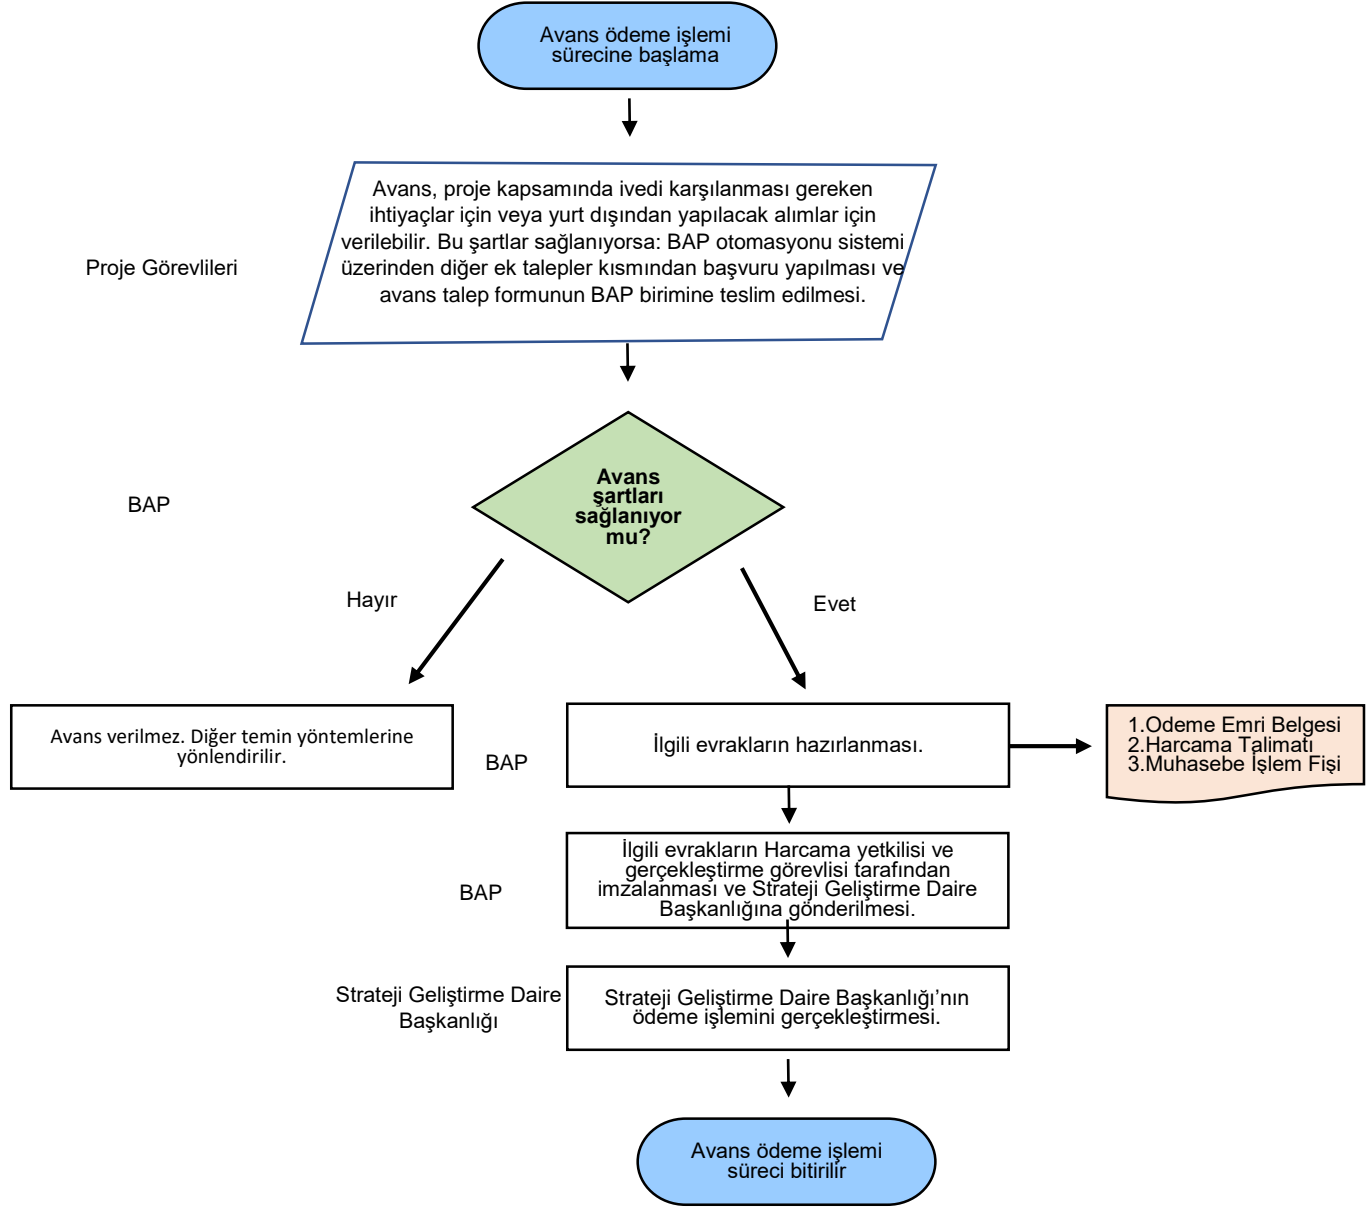 Avans ödeme işlemi
sürecine başlama
Avans, proje kapsamında ivedi karşılanması gereken
ihtiyaçlar için veya yurt dışından yapılacak alımlar için
verilebilir. Bu şartlar sağlanıyorsa: BAP otomasyonu sistemi
üzerinden diğer ek talepler kısmından başvuru yapılması ve
avans talep formunun BAP birimine teslim edilmesi.
Proje Görevlileri
Avans
şartları
sağlanıyor
mu?
BAP
Hayır
Evet
Avans verilmez. Diğer temin yöntemlerine
yönlendirilir.
BAP
İlgili evrakların hazırlanması.
1.Ödeme Emri Belgesi
2.Harcama Talimatı
3.Muhasebe İşlem Fişi
BAP
İlgili evrakların Harcama yetkilisi ve
gerçekleştirme görevlisi tarafından
imzalanması ve Strateji Geliştirme Daire
Başkanlığına gönderilmesi.
Strateji Geliştirme Daire
Başkanlığı
Strateji Geliştirme Daire Başkanlığı’nın
ödeme işlemini gerçekleştirmesi.
Avans ödeme işlemi
süreci bitirilir